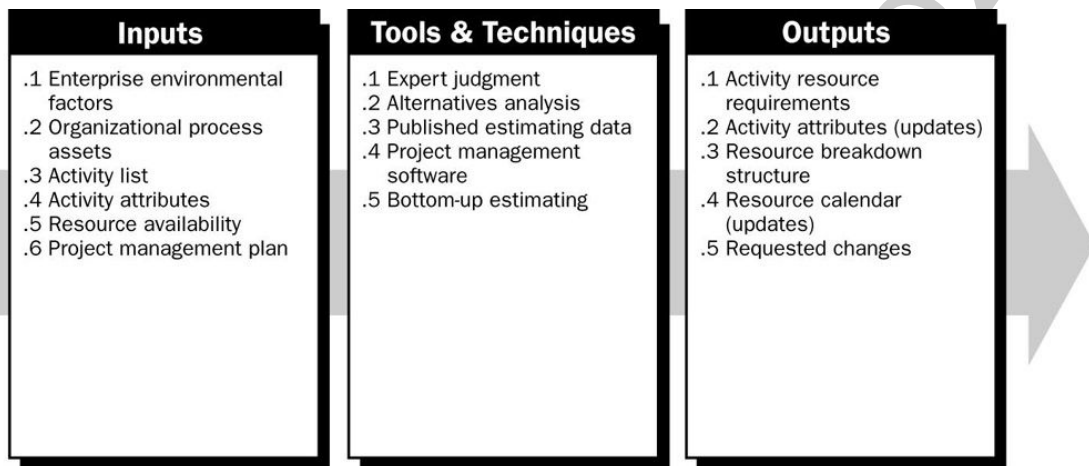 Inputs
.1 Enterprise environmental
factors
.2 Organizational process
assets
.3 Activity list
.4 Activity attributes
.5 Resource availability
.6 Project management plan
Tools & Techniques
.1 Expert judgment
.2 Alternatives analysis
.3 Published estimating data
.4 Project management
software
.5 Bottom-up estimating
Outputs
.1 Activity resource
requirements
.2 Activity attributes (updates)
.3 Resource breakdown
structure
.4 Resource calendar
(updates)
.5 Requested changes